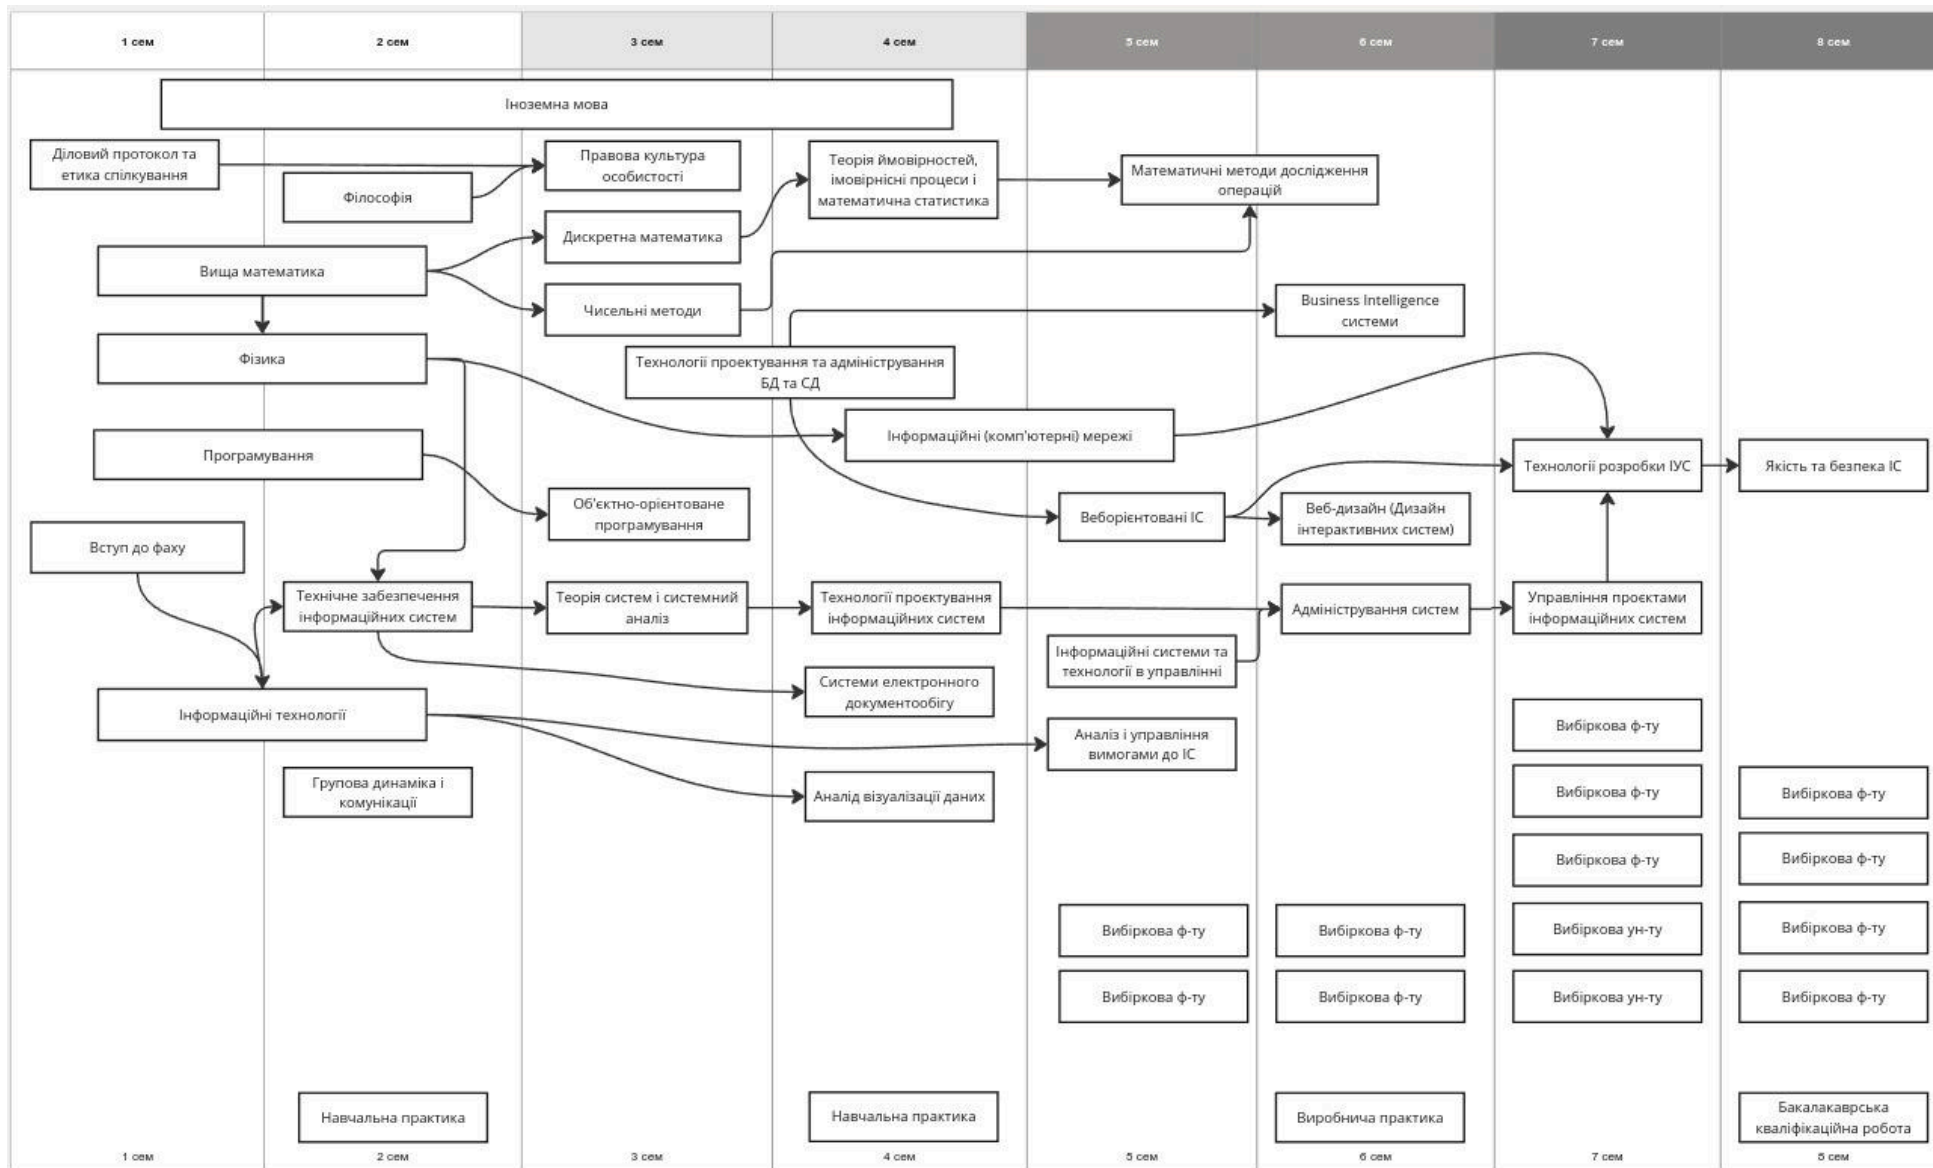 1 сем
2 сем
3 сем
4 сем
5 сем
6 сем
7 сем
8 сем
Іноземна мова
Діловий протокол та
етика спілкування
Філософія
Правова культура
особистості
Теорія ймовірностей,
імовірнісні процеси і
математична статистика
Математичні методи дослідження
операцій
Дискретна математика
Вища математика
Чисельні методи
Business Intelligence
системи
Фізика
Технології проектування та адміністрування
БД та СД
Інформаційні (комп'ютерні) мережі
Програмування
Технології розробки ІУС
Якість та безпека ІС
Об'єктно-орієнтоване
програмування
Веборієнтовані ІС
Веб-дизайн (Дизайн
інтерактивних систем)
Вступ до фаху
Технічне забезпечення
інформаційних систем
Теорія систем і системний
аналіз
Технології проєктування
інформаційних систем
Адміністрування систем
Управління проєктами
інформаційних систем
Інформаційні системи та
технології в управлінні
Системи електронного
документообігу
Інформаційні технології
Аналіз і управління
вимогами до ІС
Вибіркова ф-ту
Групова динаміка і
комунікації
Аналід візуалізації даних
Вибіркова ф-ту
Вибіркова ф-ту
Вибіркова ф-ту
Вибіркова ф-ту
Вибіркова ф-ту
Вибіркова ф-ту
Вибіркова ун-ту
Вибіркова ф-ту
Вибіркова ф-ту
Вибіркова ф-ту
Вибіркова ун-ту
Вибіркова ф-ту
Навчальна практика
Навчальна практика
Виробнича практика
Бакалакаврська
кваліфікаційна робота
1 сем
2 сем
3 сем
4 сем
5 сем
6 сем
7 сем
8 сем